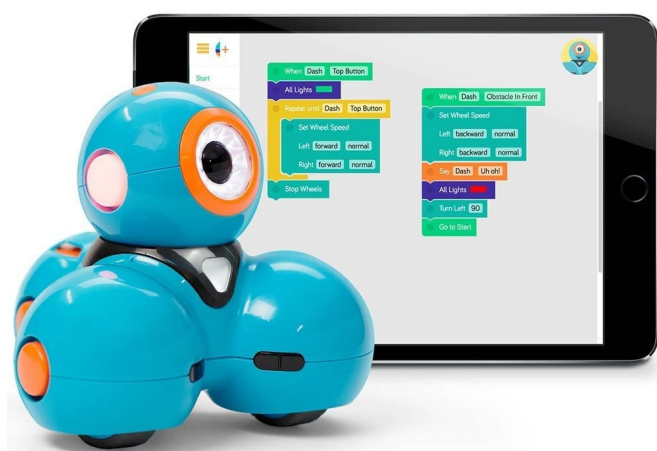 Start
When Dash Top Button
All Lights
Repeat until Dash Top Button
Set Wheel Speed
Left forward normal
Right forward normal
Stop Wheels
When Dash Obstacle In Front
Set Wheel Speed
Left backward normal
Right backward normal
Say Dash Uh oh!
All Lights
Turn Left 90
Go to Start